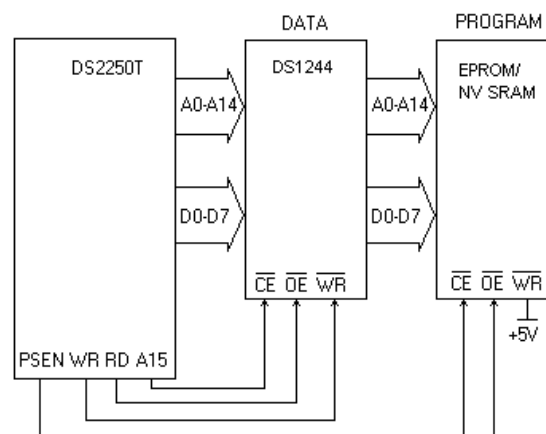 DATA
PROGRAM
DS2250T
DS1244
EPROM/
NV SRAM
A0-A14
A0-A14
D0-D7
D0-D7
CE OE WR
CE OE WR
+5V
PSEN WR RD A15